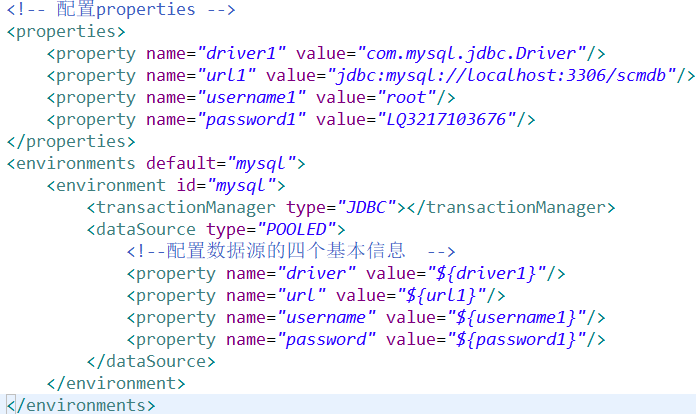 <!-- 配置properties -->
<properties>
    <property name="driver1" value="com.mysql.jdbc.Driver"/>
    <property name="url1" value="jdbc:mysql://localhost:3306/scmdb"/>
    <property name="username1" value="root"/>
    <property name="password1" value="LQ3217103676"/>
</properties>
<environments default="mysql">
    <environment id="mysql">
        <transactionManager type="JDBC"></transactionManager>
        <dataSource type="POOLED">
            <!--配置数据源的四个基本信息  -->
            <property name="driver" value="${driver1}"/>
            <property name="url" value="${url1}"/>
            <property name="username" value="${username1}"/>
            <property name="password" value="${password1}"/>
        </dataSource>
    </environment>
</environments>